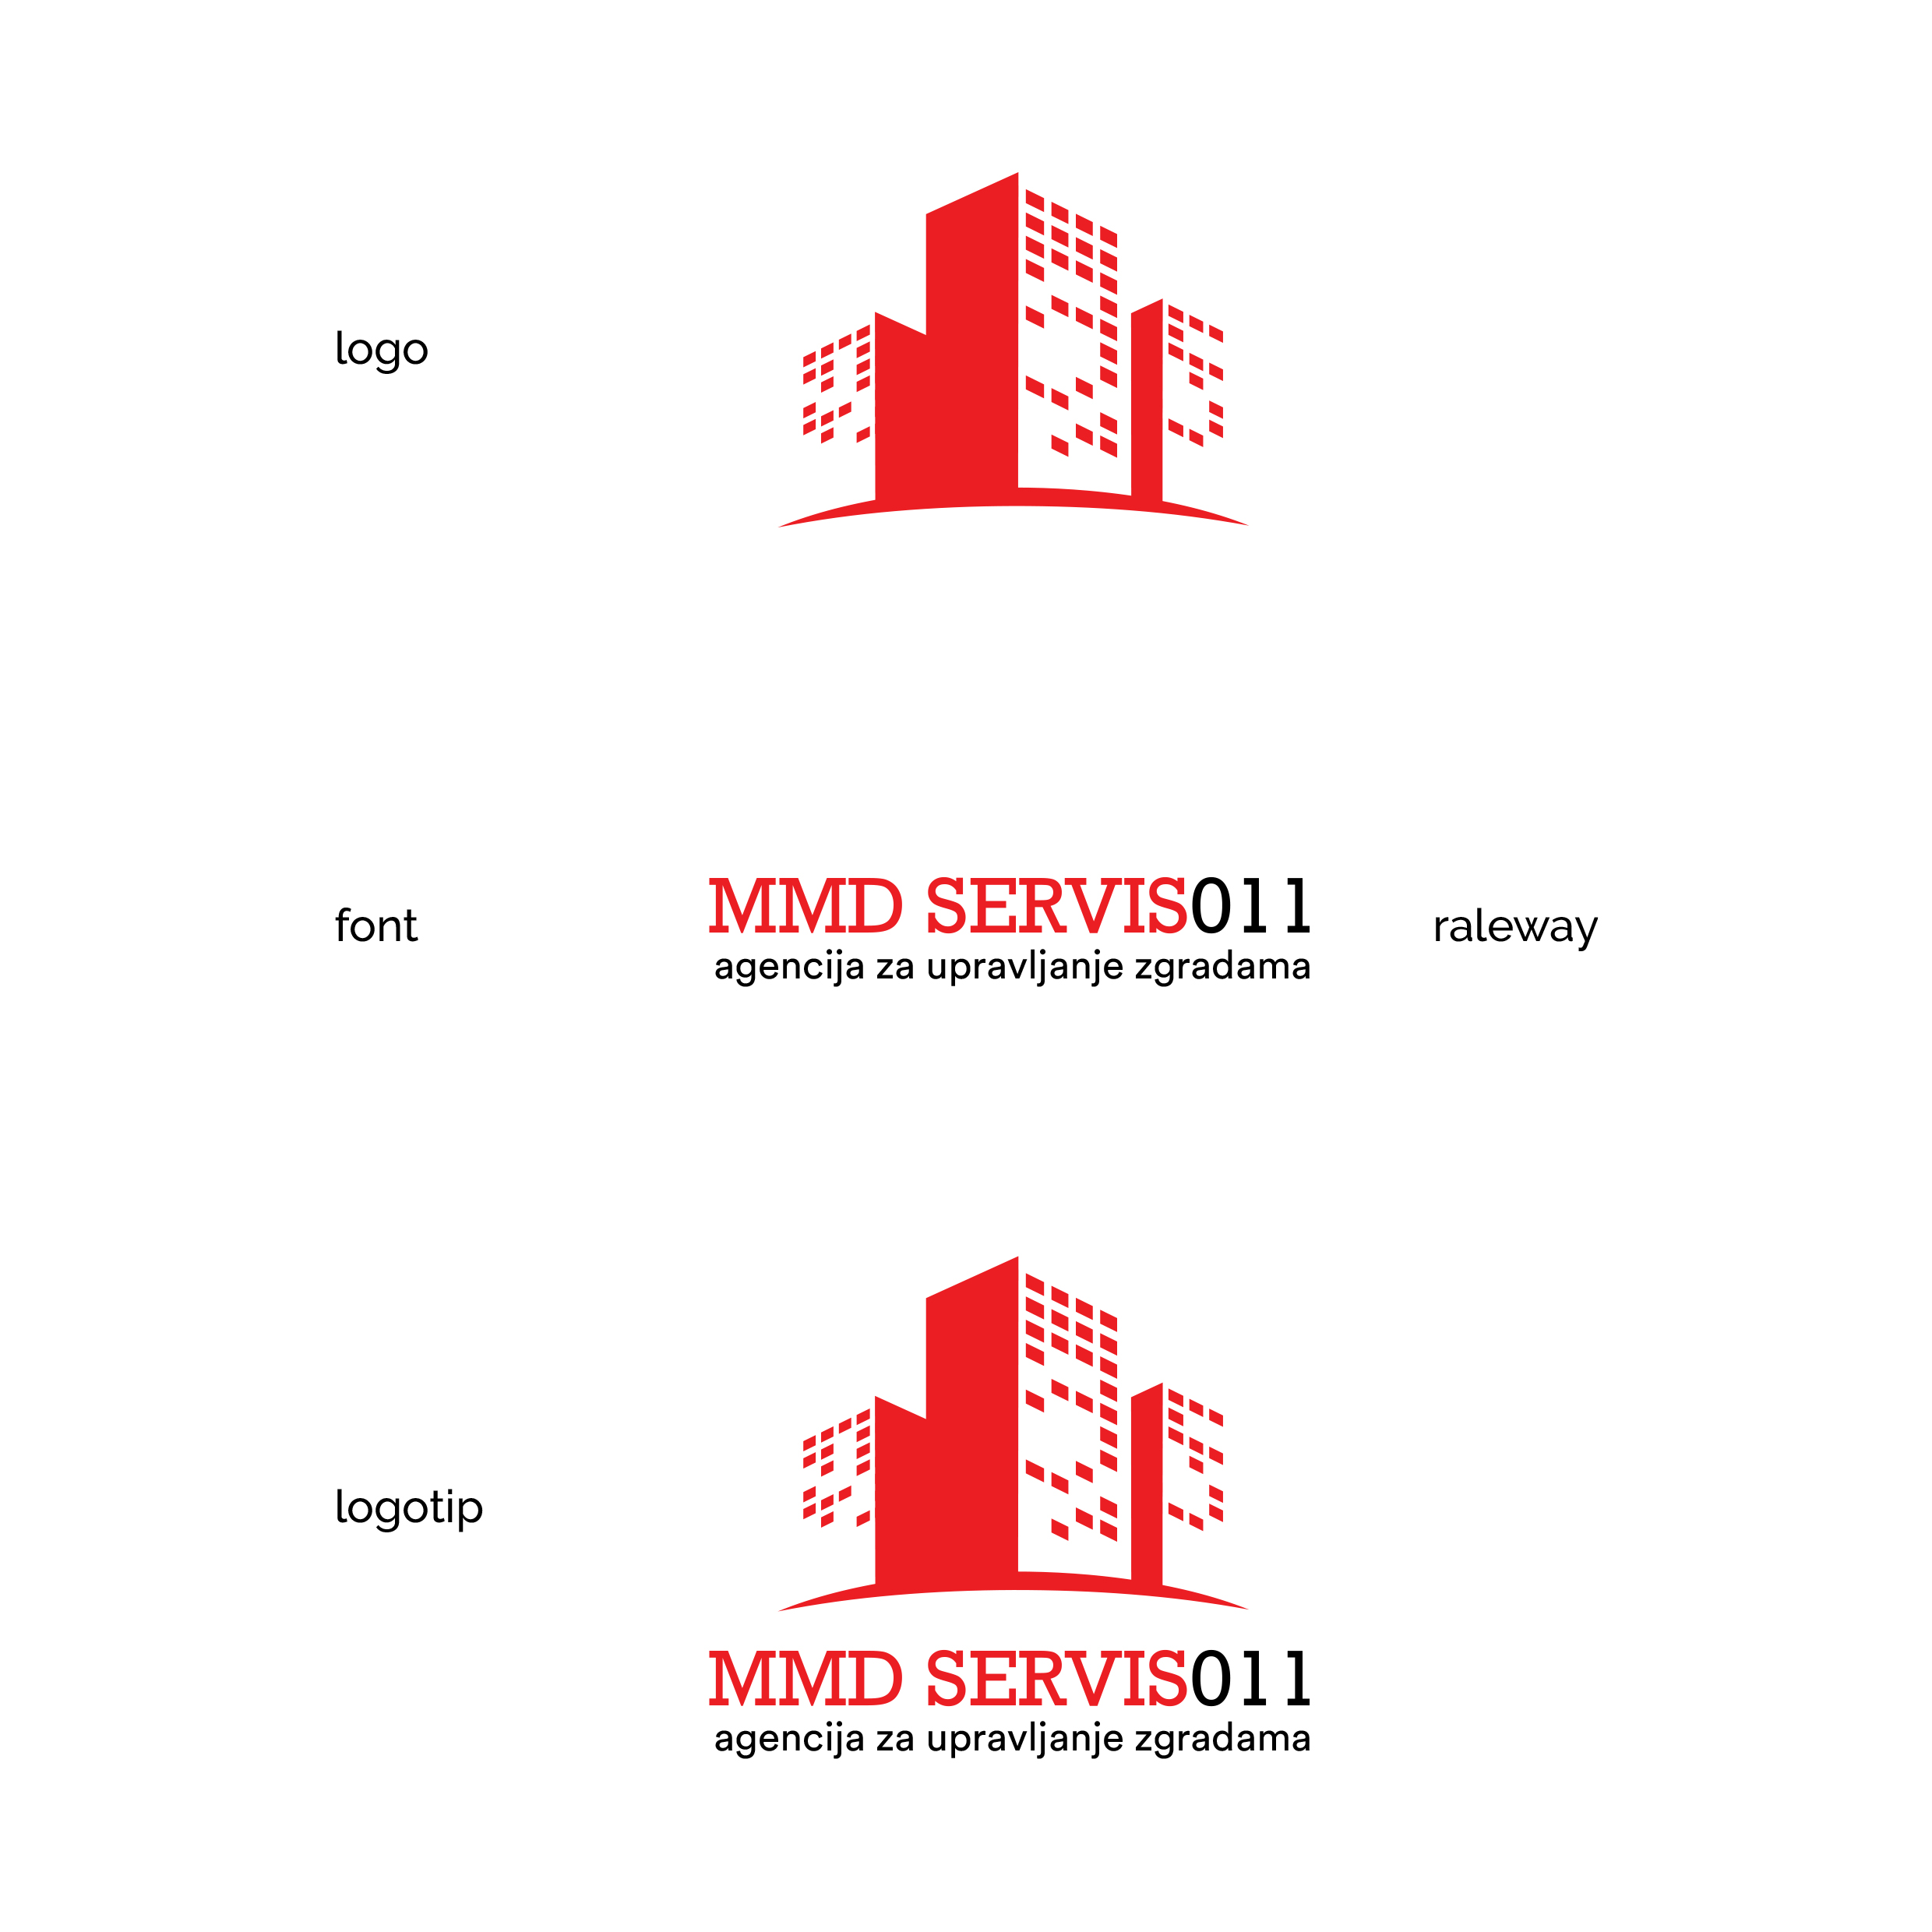 logo
font
MMD SERVIS011
agencija za upravljanje zgradama
raleway
logotip
MMD SERVIS011
agencija za upravljanje zgradama